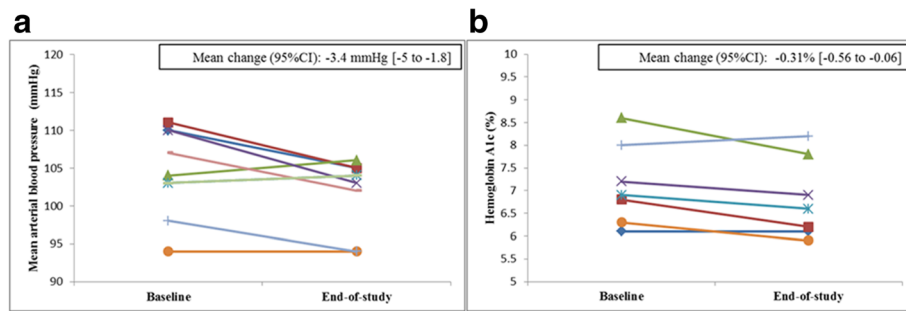 a
Mean change (95%CI): -3.4 mmHg [-5 to -1.8]
Mean arterial blood pressure (mmHg)
120
115
110
105
100
95
90
Baseline
End-of-study
b
Mean change (95%CI): -0.31% [-0.56 to -0.06]
Hemoglobin A1c (%)
10
9.5
9
8.5
8
7.5
7
6.5
6
5.5
5
Baseline
End-of-study